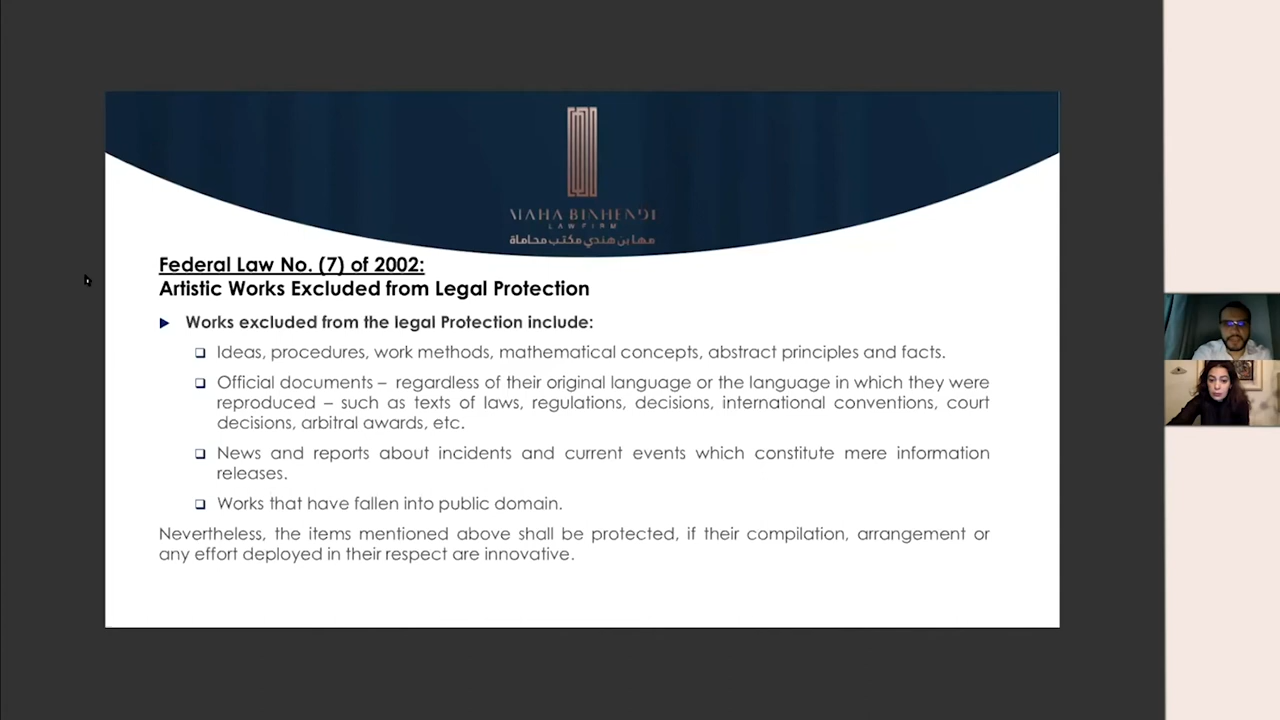 MAHA BINHENDI
LAW FIRM
مها بن هندي مكتب محاماة
Federal Law No. (7) of 2002:
Artistic Works Excluded from Legal Protection
Works excluded from the legal Protection include:
Ideas, procedures, work methods, mathematical concepts, abstract principles and facts.
Official documents – regardless of their original language or the language in which they were
reproduced – such as texts of laws, regulations, decisions, international conventions, court
decisions, arbitral awards, etc.
News and reports about incidents and current events which constitute mere information
releases.
Works that have fallen into public domain.
Nevertheless, the items mentioned above shall be protected, if their compilation, arrangement or
any effort deployed in their respect are innovative.